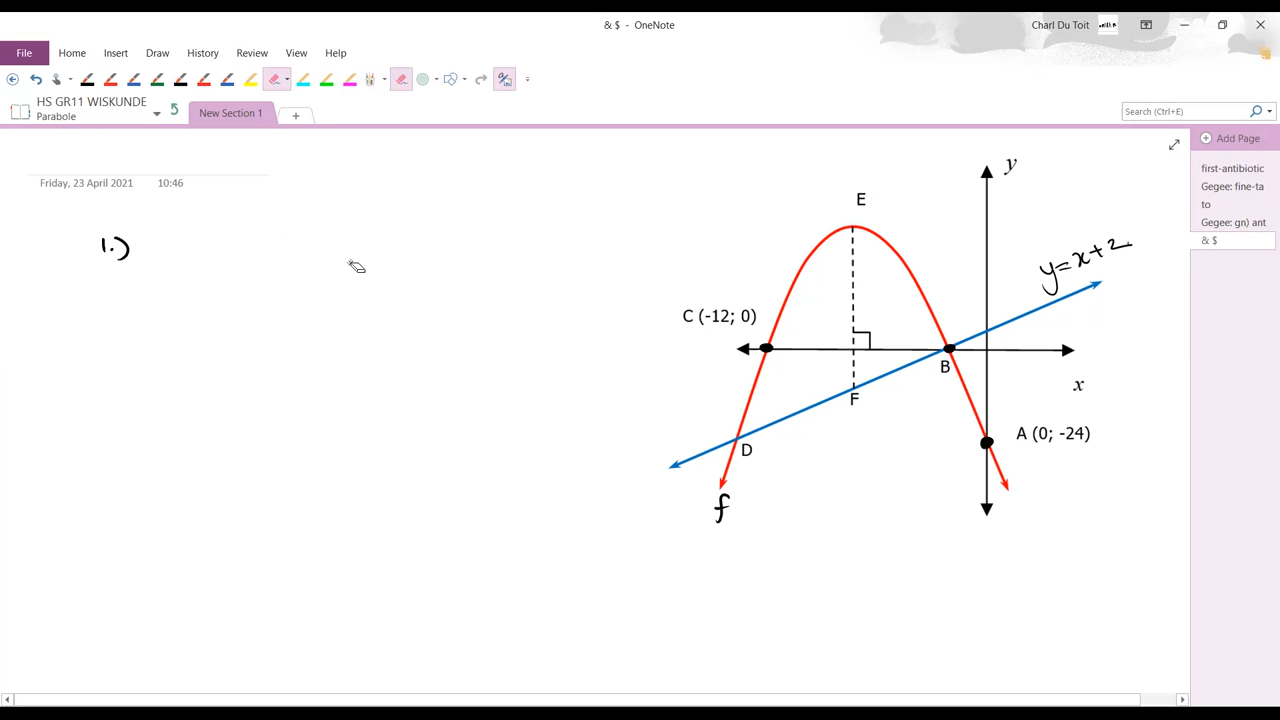 & $ - OneNote
Charl Du Toit
File Home Insert Draw History Review View Help
HS GR11 WISKUNDE
Parabole
New Section 1
Search (Ctrl+E)
Add Page
first-antibiotic
Gegee: fine-ta
to
Gegee: gn) ant
& $
Friday, 23 April 2021 10:46
1.)
y
E
y=x+2
C (-12; 0)
B
x
F
A (0; -24)
D
f